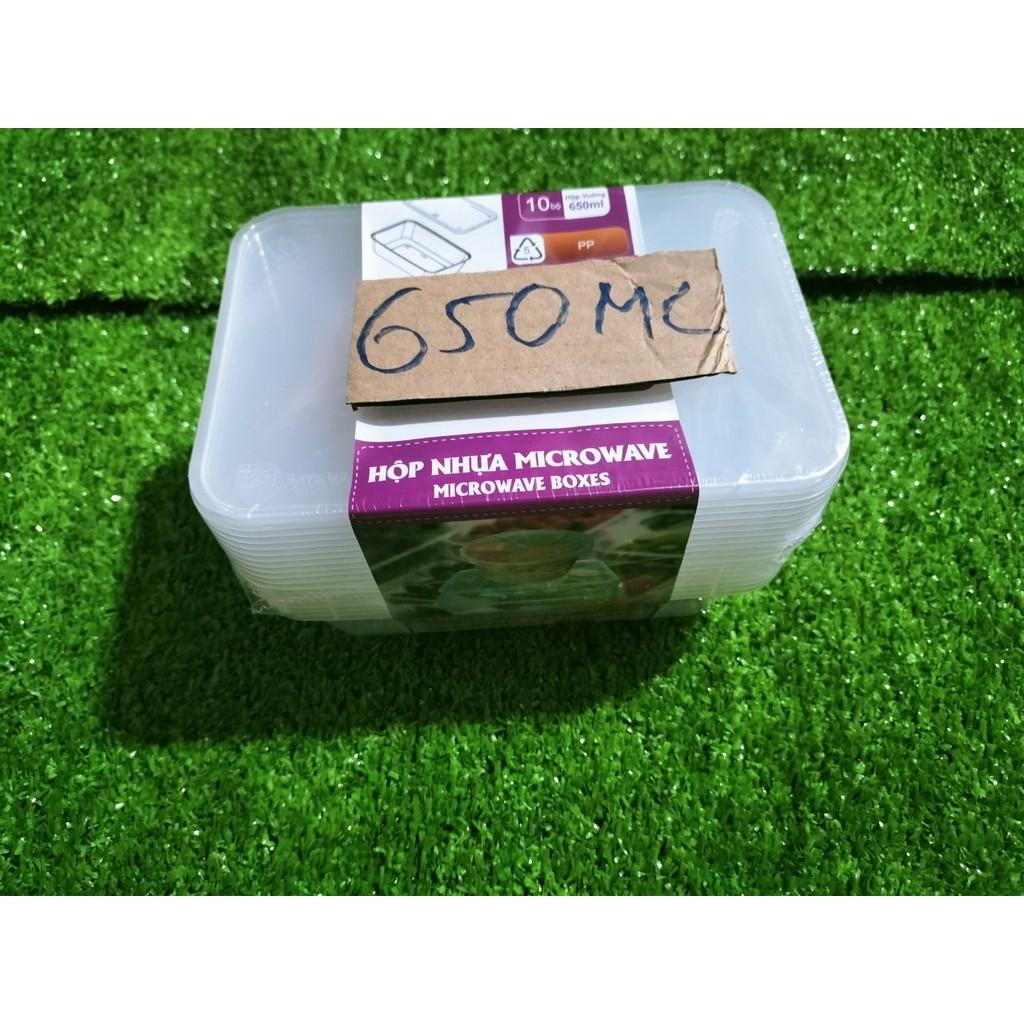 10 bộ
Hộp Vuông
650ml
5
PP
650ML
HỘP NHỰA MICROWAVE
MICROWAVE BOXES